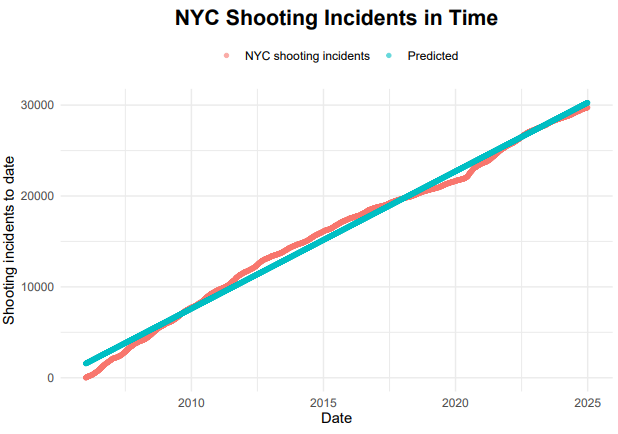 NYC Shooting Incidents in Time
NYC shooting incidents
Predicted
Shooting incidents to date
30000
20000
10000
0
2010
2015
2020
2025
Date